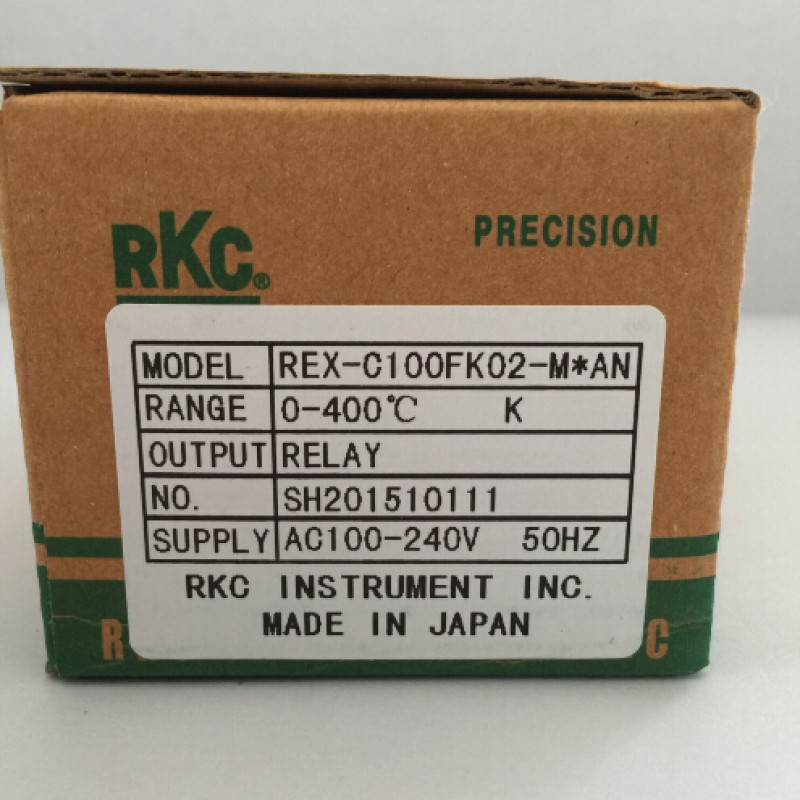 RKC®
PRECISION
MODEL REX-C100FK02-M*AN
RANGE 0-400℃ K
OUTPUT RELAY
NO. SH201510111
SUPPLY AC100-240V 50HZ
RKC INSTRUMENT INC.
MADE IN JAPAN
R C